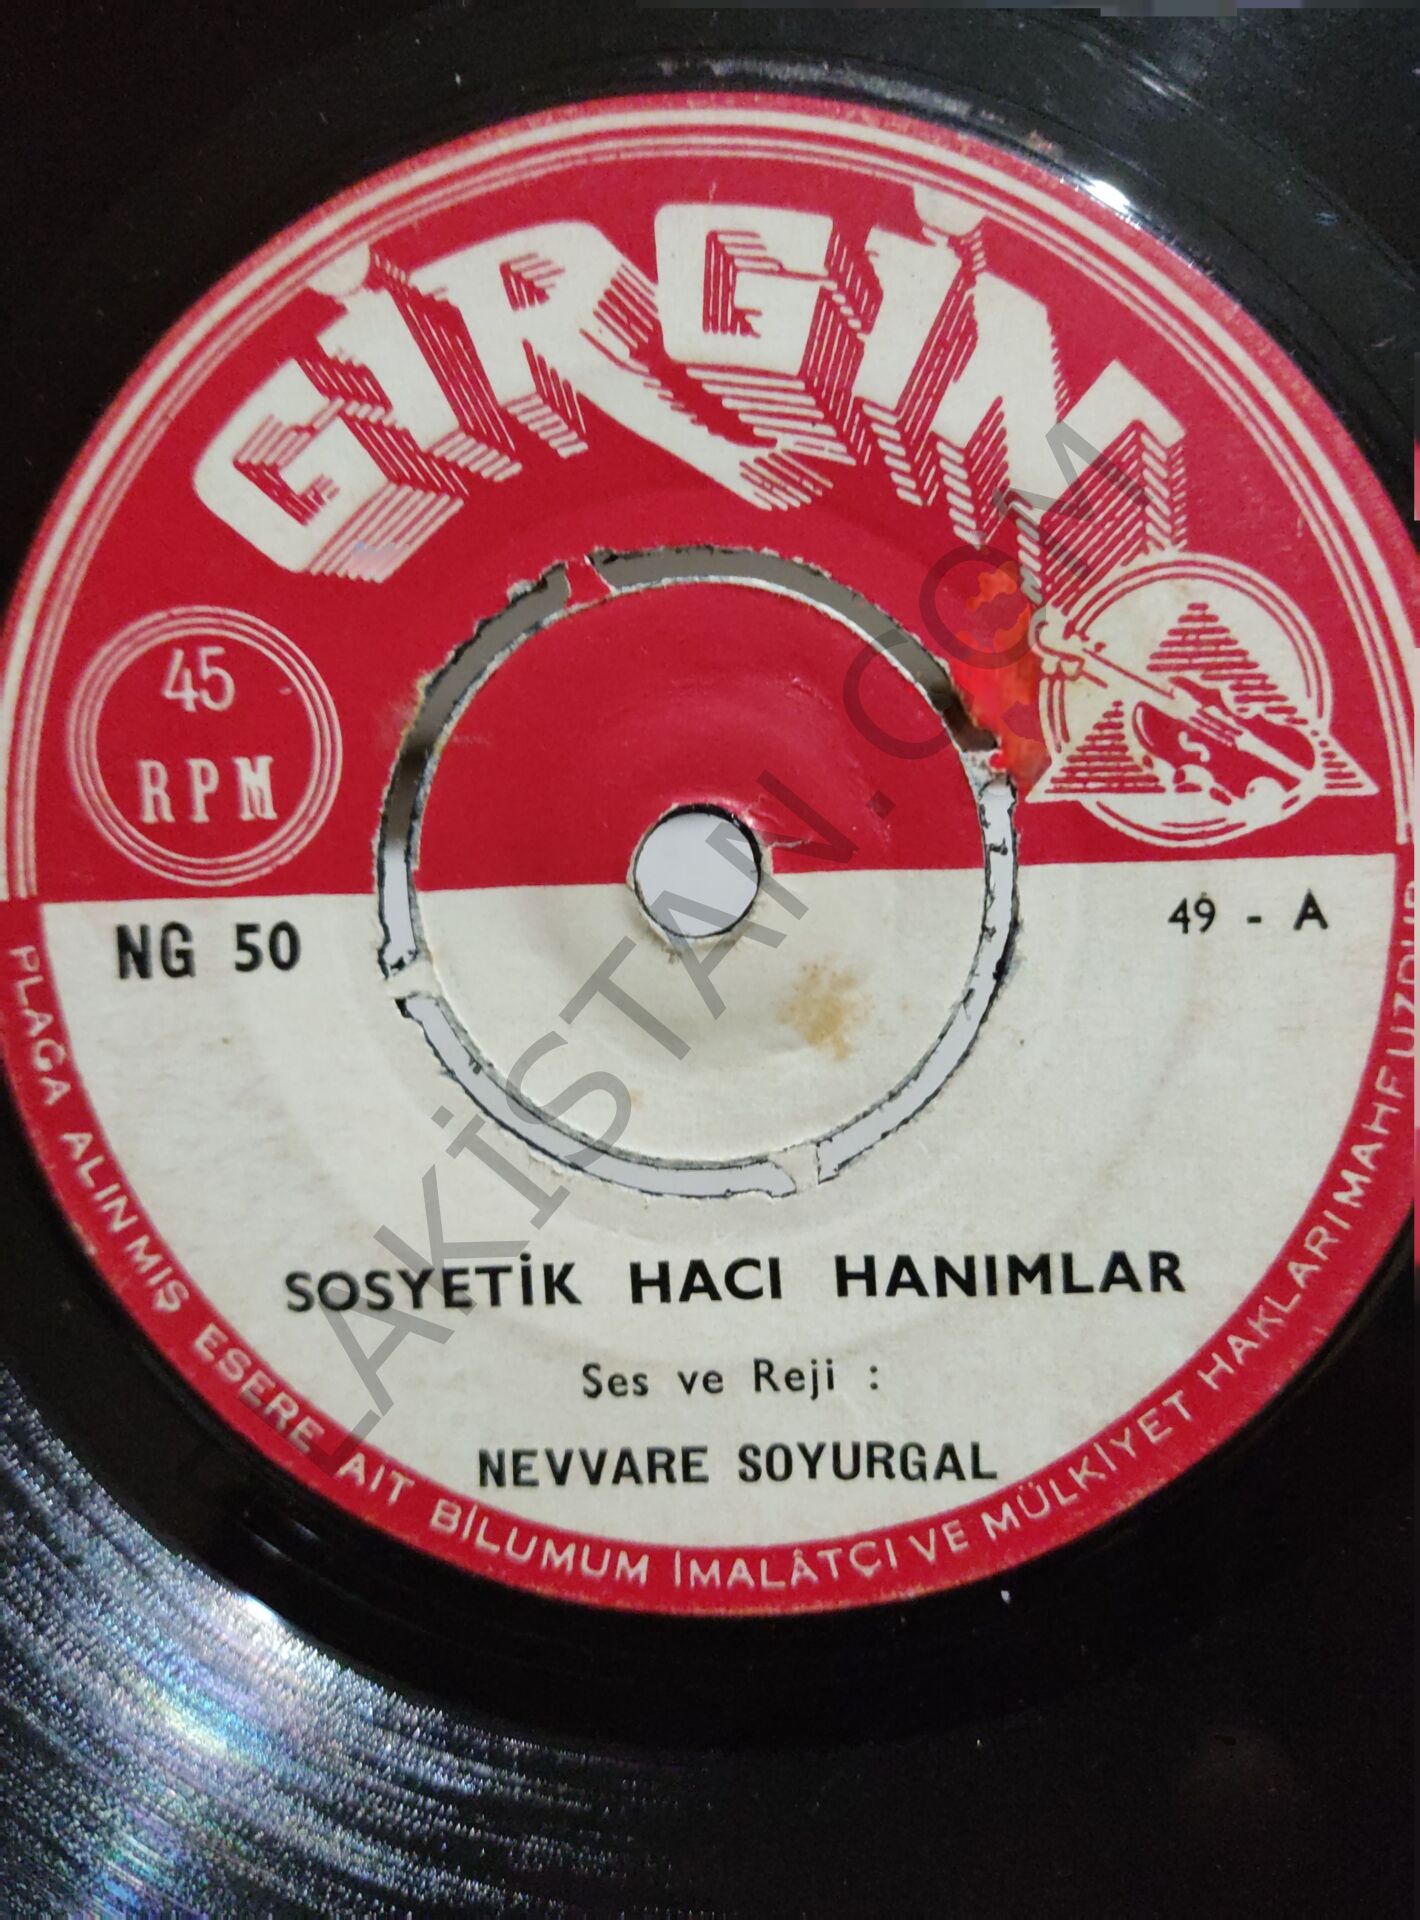 GİRGİN
45
RPM
NG 50
49 - A
SOSYETİK HACI HANIMLAR
Ses ve Reji :
NEVVARE SOYURGAL
PLAĞA ALINMIŞ ESERE AİT BİLUMUM İMALÂTÇI VE MÜLKİYET HAKLARI MAHFUZDUR
LAKİSTAN.COM